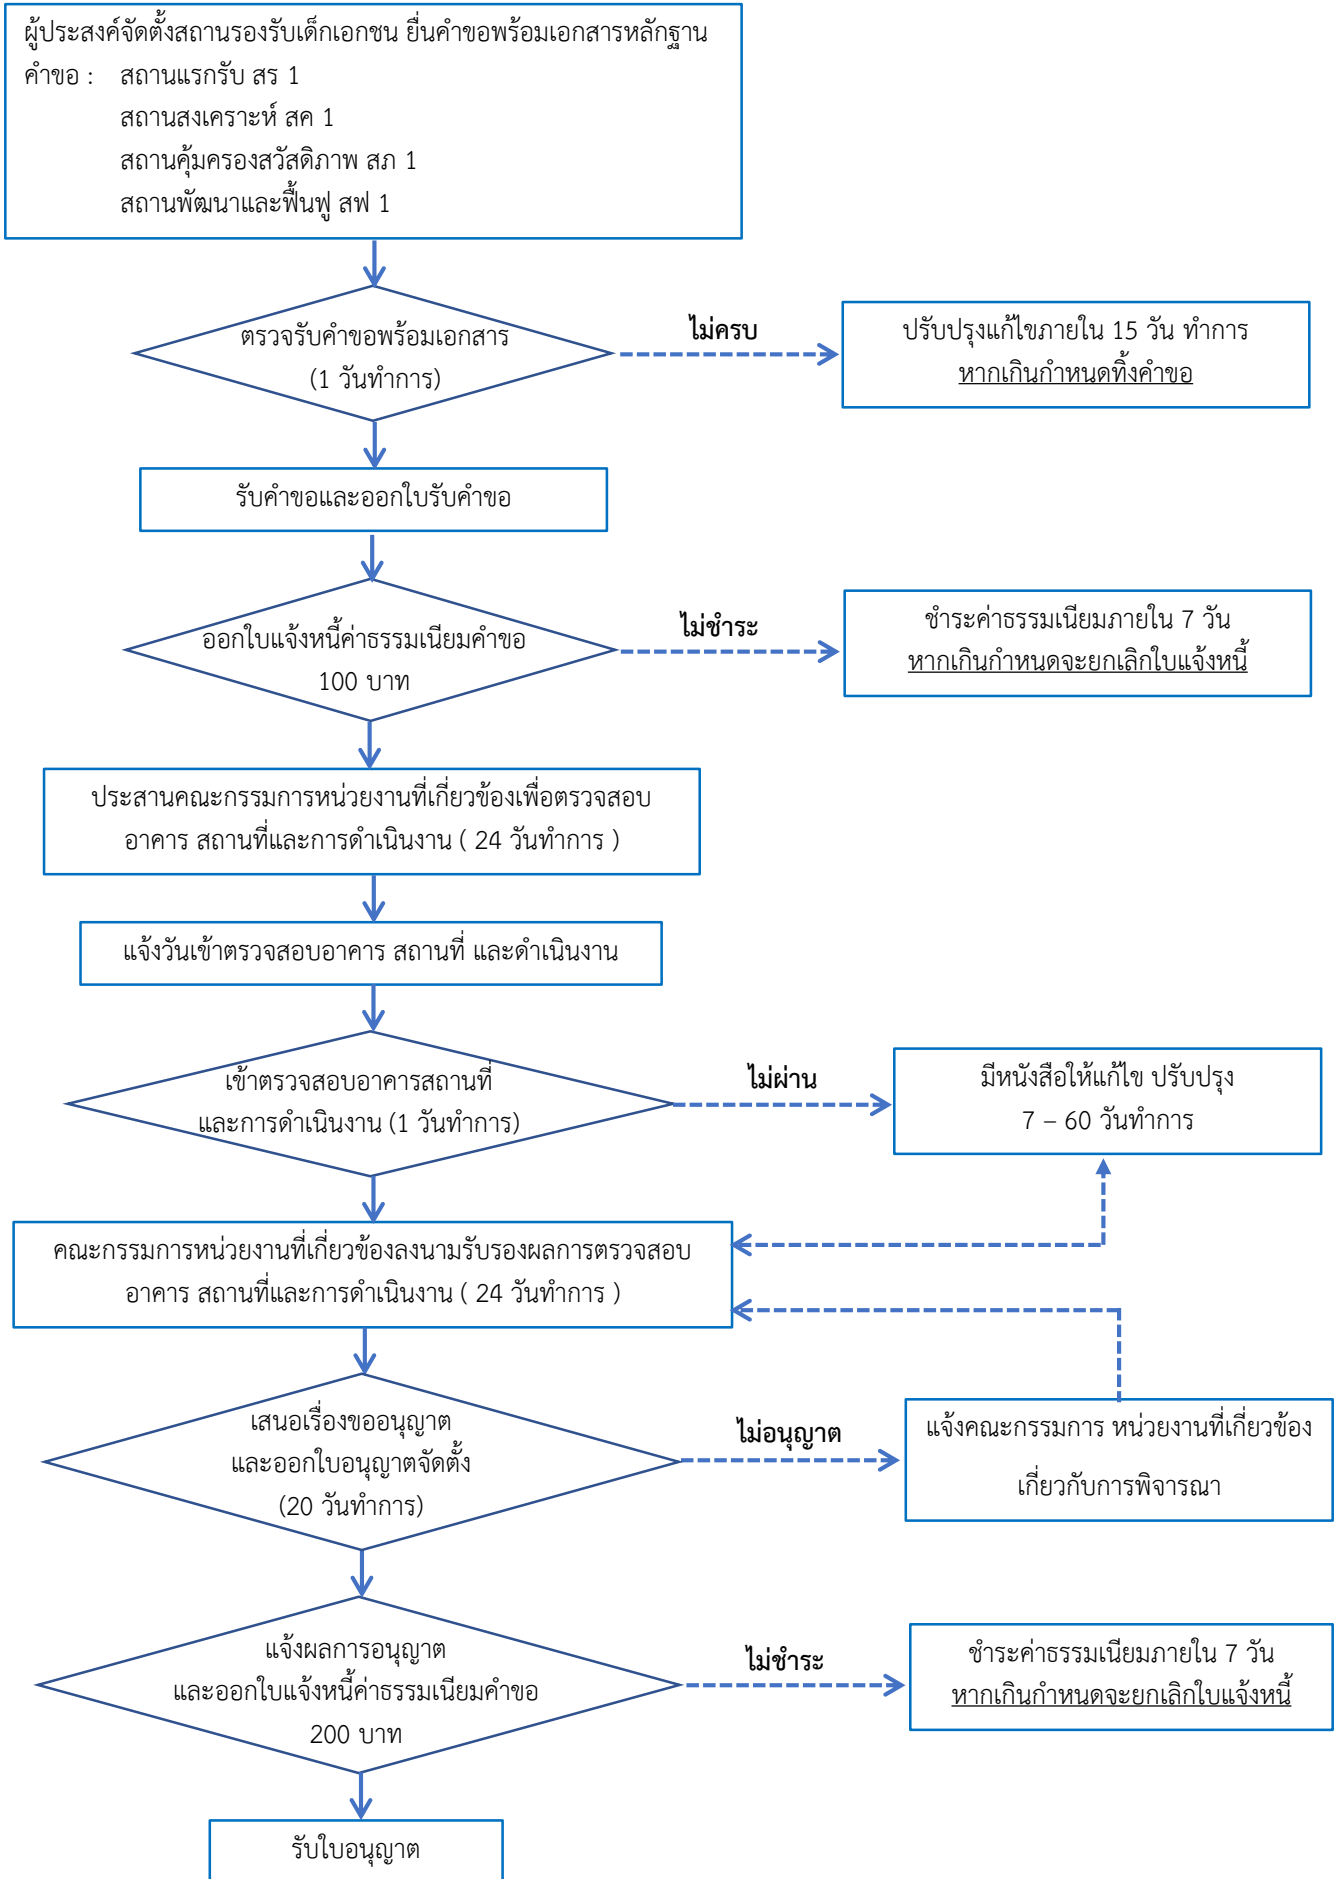 ผู้ประสงค์จัดตั้งสถานรองรับเด็กเอกชน ยื่นคำขอพร้อมเอกสารหลักฐาน
คำขอ : สถานแรกรับ สร 1
สถานสงเคราะห์ สค 1
สถานคุ้มครองสวัสดิภาพ สภ 1
สถานพัฒนาและฟื้นฟู สฟ 1
ตรวจรับคำขอพร้อมเอกสาร
(1 วันทำการ)
ไม่ครบ
ปรับปรุงแก้ไขภายใน 15 วัน ทำการ
หากเกินกำหนดทิ้งคำขอ
รับคำขอและออกใบรับคำขอ
ออกใบแจ้งหนี้ค่าธรรมเนียมคำขอ
100 บาท
ไม่ชำระ
ชำระค่าธรรมเนียมภายใน 7 วัน
หากเกินกำหนดจะยกเลิกใบแจ้งหนี้
ประสานคณะกรรมการหน่วยงานที่เกี่ยวข้องเพื่อตรวจสอบ
อาคาร สถานที่และการดำเนินงาน ( 24 วันทำการ )
แจ้งวันเข้าตรวจสอบอาคาร สถานที่ และดำเนินงาน
เข้าตรวจสอบอาคารสถานที่
และการดำเนินงาน (1 วันทำการ)
ไม่ผ่าน
มีหนังสือให้แก้ไข ปรับปรุง
7 – 60 วันทำการ
คณะกรรมการหน่วยงานที่เกี่ยวข้องลงนามรับรองผลการตรวจสอบ
อาคาร สถานที่และการดำเนินงาน ( 24 วันทำการ )
เสนอเรื่องขออนุญาต
และออกใบอนุญาตจัดตั้ง
(20 วันทำการ)
ไม่อนุญาต
แจ้งคณะกรรมการ หน่วยงานที่เกี่ยวข้อง
เกี่ยวกับการพิจารณา
แจ้งผลการอนุญาต
และออกใบแจ้งหนี้ค่าธรรมเนียมคำขอ
200 บาท
ไม่ชำระ
ชำระค่าธรรมเนียมภายใน 7 วัน
หากเกินกำหนดจะยกเลิกใบแจ้งหนี้
รับใบอนุญาต